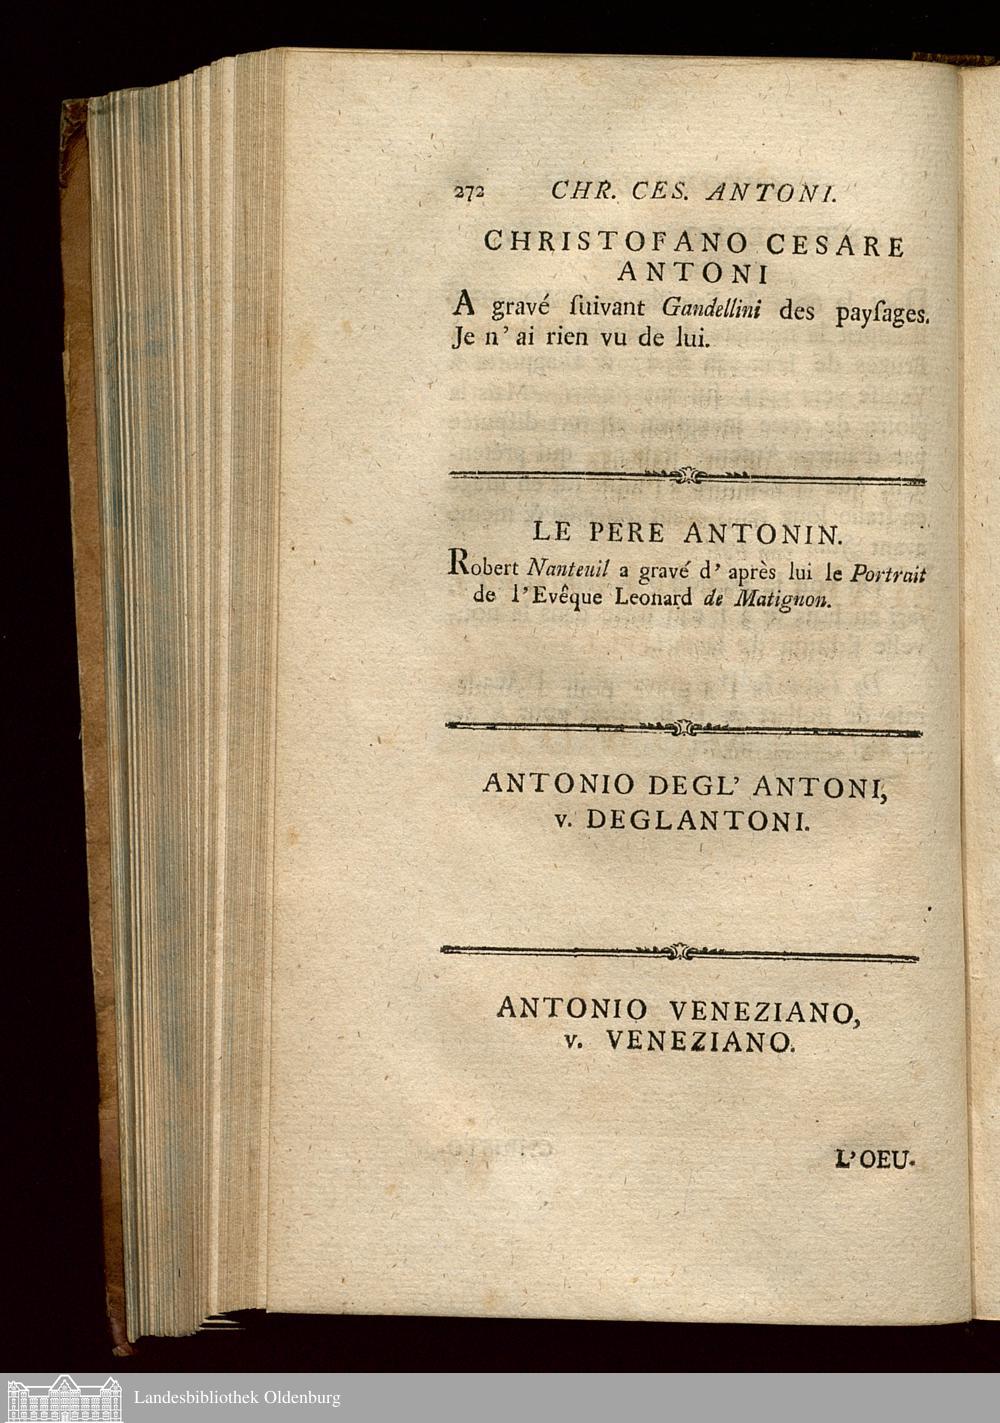 272 CHR. CES. ANTONI.
CHRISTOFANO CESARE
ANTONI
A gravé ſuivant Gandellini des payſages.
Je n' ai rien vu de lui.
LE PERE ANTONIN.
Robert Nanteuil a gravé d' après lui le Portrait
de l'Evêque Leonard de Matignon.
ANTONIO DEGL' ANTONI,
v. DEGLANTONI.
ANTONIO VENEZIANO,
v. VENEZIANO.
L'OEU-
Landesbibliothek Oldenburg